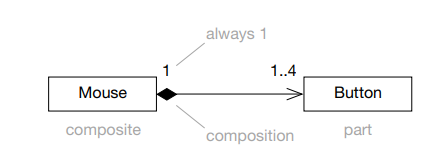 always 1
1
1..4
Mouse
Button
composite
composition
part